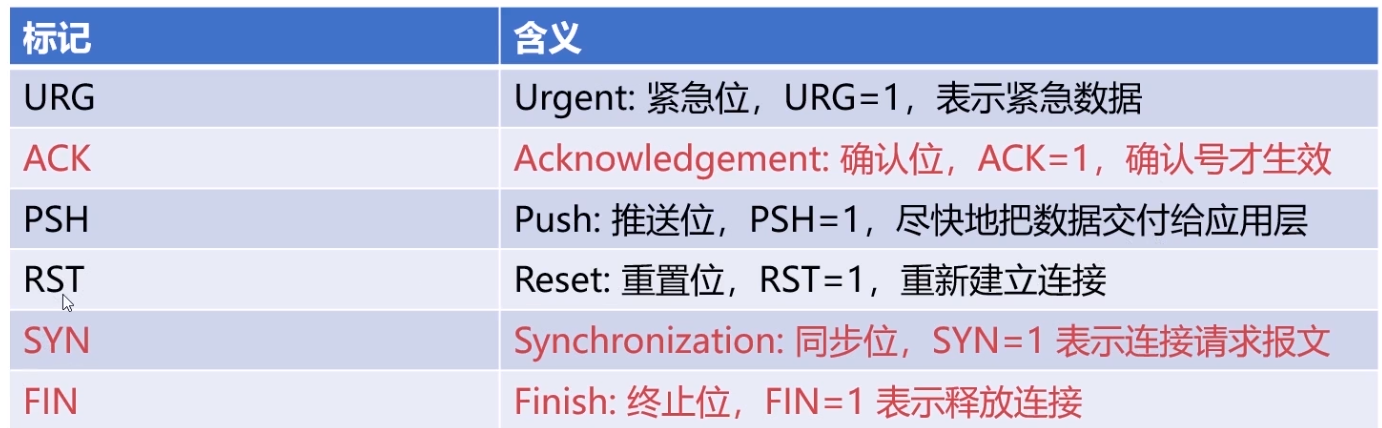 标记 含义
URG Urgent: 紧急位，URG=1，表示紧急数据
ACK Acknowledgement: 确认位，ACK=1，确认号才生效
PSH Push: 推送位，PSH=1，尽快地把数据交付给应用层
RST Reset: 重置位，RST=1，重新建立连接
SYN Synchronization: 同步位，SYN=1 表示连接请求报文
FIN Finish: 终止位，FIN=1 表示释放连接